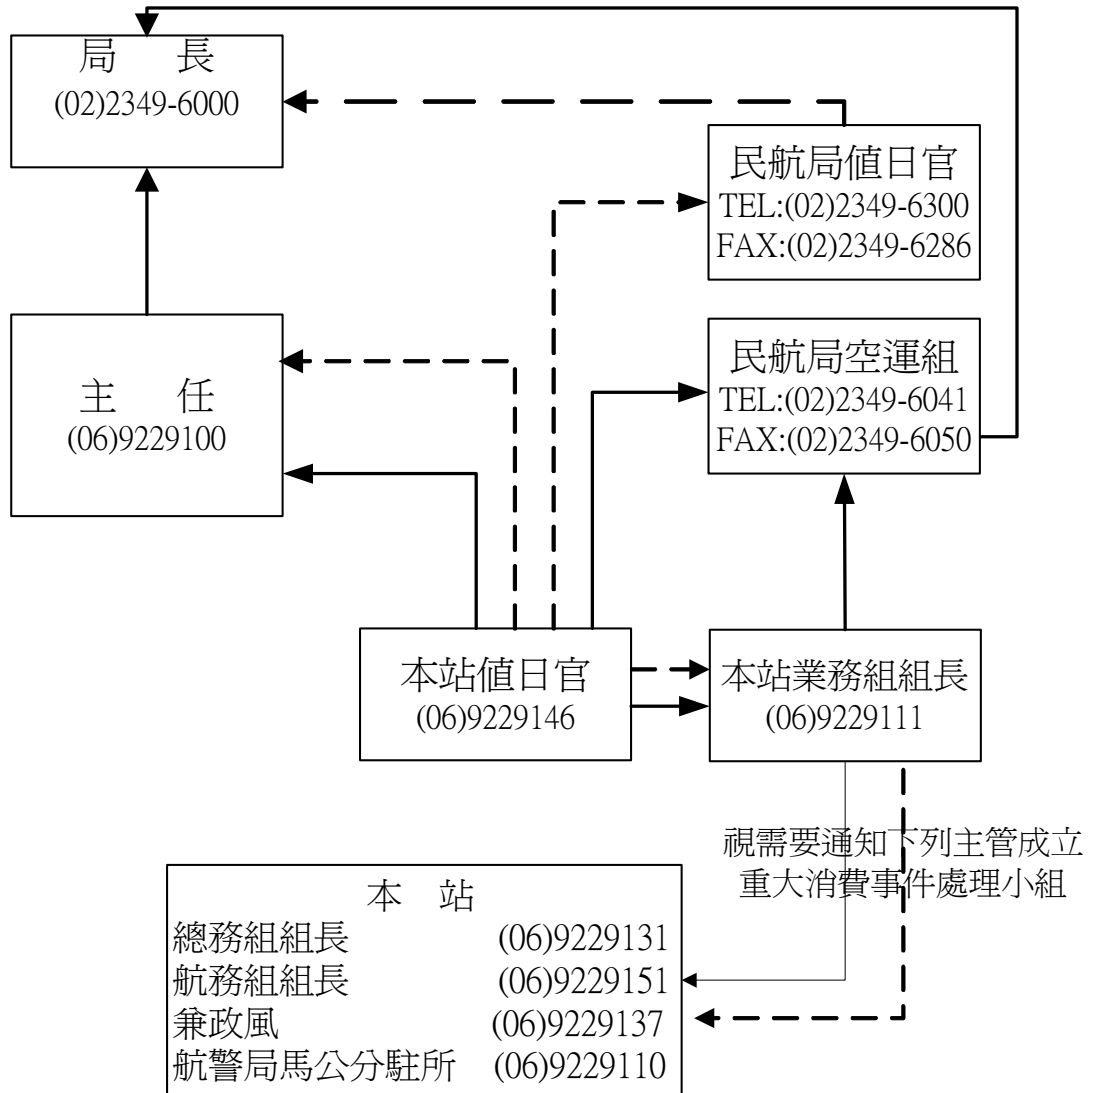 局 長
(02)2349-6000
民航局值日官
TEL:(02)2349-6300
FAX:(02)2349-6286
主 任
(06)9229100
民航局空運組
TEL:(02)2349-6041
FAX:(02)2349-6050
本站值日官
(06)9229146
本站業務組組長
(06)9229111
視需要通知下列主管成立
重大消費事件處理小組
本 站
總務組組長 (06)9229131
航務組組長 (06)9229151
兼政風 (06)9229137
航警局馬公分駐所 (06)9229110